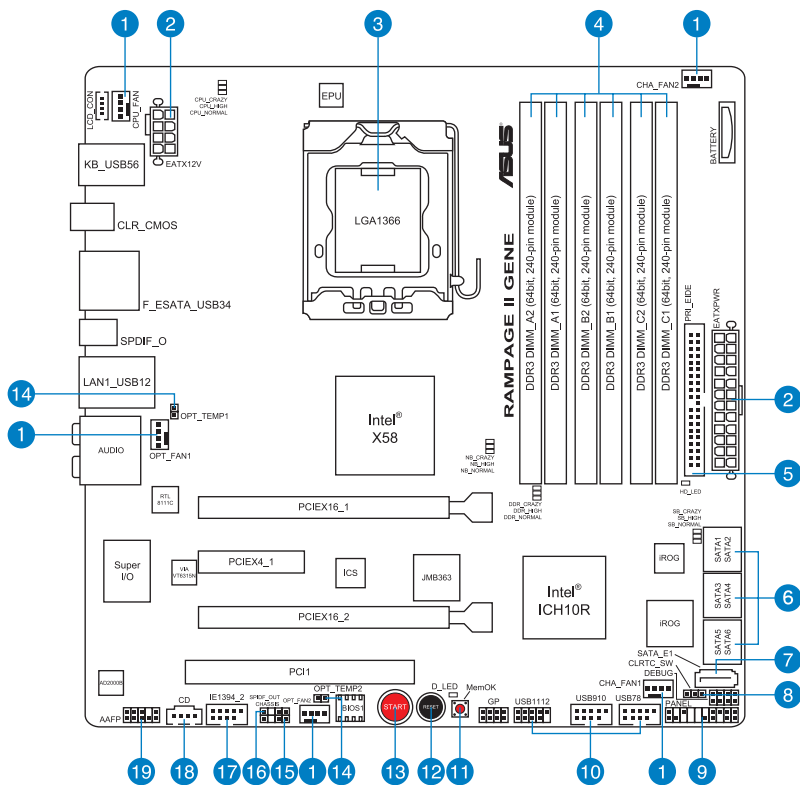 1
2
3
4
1
LCD_CON
CPU_FAN
CPU_CRAZY
CPU_HIGH
CPU_NORMAL
EPU
CHA_FAN2
BATTERY
EATX12V
KB_USB56
CLR_CMOS
LGA1366
ASUS
RAMPAGE II GENE
DDR3 DIMM_A2 (64bit, 240-pin module)
DDR3 DIMM_A1 (64bit, 240-pin module)
DDR3 DIMM_B2 (64bit, 240-pin module)
DDR3 DIMM_B1 (64bit, 240-pin module)
DDR3 DIMM_C2 (64bit, 240-pin module)
DDR3 DIMM_C1 (64bit, 240-pin module)
PRI_EIDE
EATXPWR
F_ESATA_USB34
SPDIF_O
LAN1_USB12
14
OPT_TEMP1
1
OPT_FAN1
AUDIO
Intel®
X58
NB_CRAZY
NB_HIGH
NB_NORMAL
2
5
HD_LED
RTL
8111C
PCIEX16_1
DDR_CRAZY
DDR_HIGH
DDR_NORMAL
SB_CRAZY
SB_HIGH
SB_NORMAL
SATA1
SATA2
Super
I/O
VIA
VT6315N
PCIEX4_1
ICS
JMB363
Intel®
ICH10R
iROG
iROG
SATA3
SATA4
6
PCIEX16_2
SATA5
SATA6
SATA_E1
7
CLRTC_SW
DEBUG
8
PCI1
AD2000B
CHA_FAN1
PANEL
AAFP
CD
IE1394_2
SPDIF_OUT
CHASSIS
OPT_FAN2
OPT_TEMP2
BIOS1
START
D_LED
RESET
MemOK
GP
USB1112
USB910
USB78
19
18
17
16
15
1
14
13
12
11
10
1
9